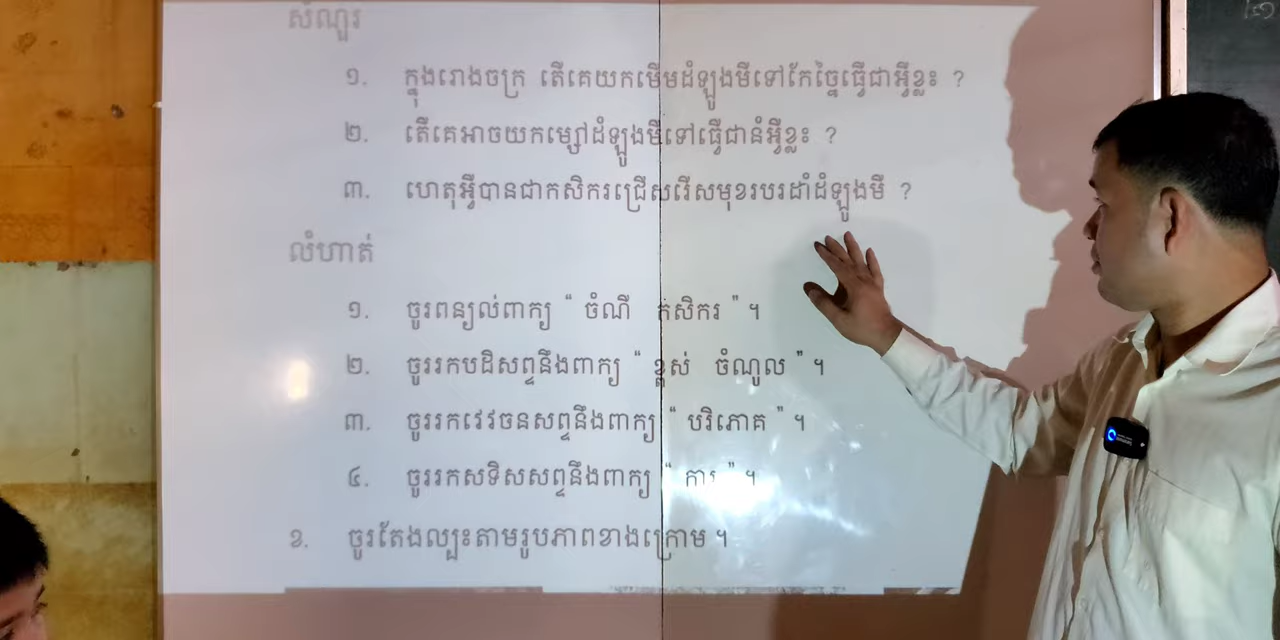 សំណួរ
១. ក្នុងរោងចក្រ តើគេយកមើមដំឡូងមីទៅកែច្នៃធ្វើជាអ្វីខ្លះ ?
២. តើគេអាចយកម្សៅដំឡូងមីទៅធ្វើជានំអ្វីខ្លះ ?
៣. ហេតុអ្វីបានជាកសិករជ្រើសរើសមុខរបរដាំដំឡូងមី ?
លំហាត់
១. ចូរពន្យល់ពាក្យ “ ចំណី កសិករ ” ។
២. ចូររកបដិសព្ទនឹងពាក្យ “ ខ្ពស់ ចំណូល ” ។
៣. ចូររកវេវចនសព្ទនឹងពាក្យ “ បរិភោគ ” ។
៤. ចូររកសទិសសព្ទនឹងពាក្យ “ ការ ” ។
ខ. ចូរតែងល្បះតាមរូបភាពខាងក្រោម ។